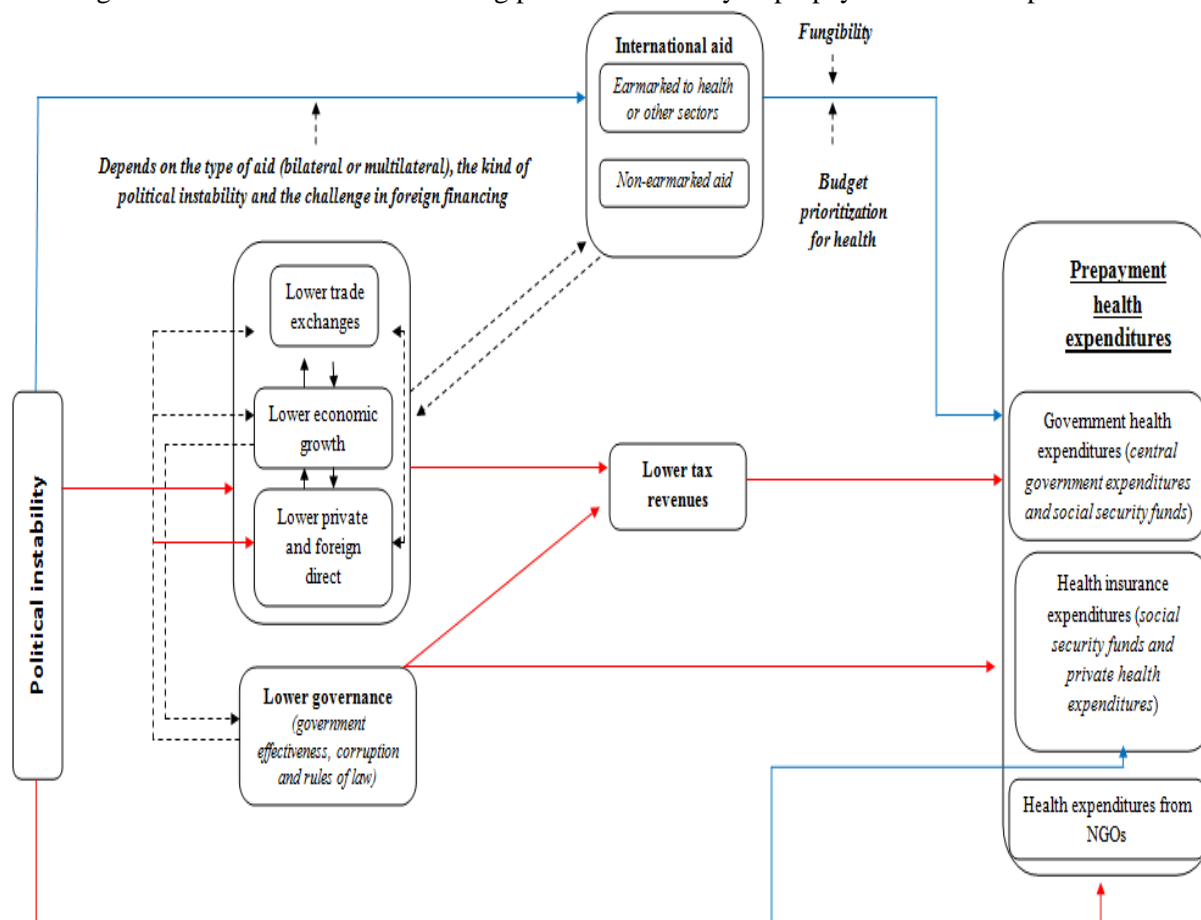 International aid
Earmarked to health
or other sectors
Non-earmarked aid
Fungibility
Budget
prioritization
for health
Depends on the type of aid (bilateral or multilateral), the kind of
political instability and the challenge in foreign financing
Lower trade
exchanges
Lower economic
growth
Lower private
and foreign
direct
Political instability
Lower governance
(government
effectiveness, corruption
and rules of law)
Lower tax
revenues
Prepayment
health
expenditures
Government health
expenditures (central
government expenditures
and social security funds)
Health insurance
expenditures (social
security funds and
private health
expenditures)
Health expenditures from
NGOs